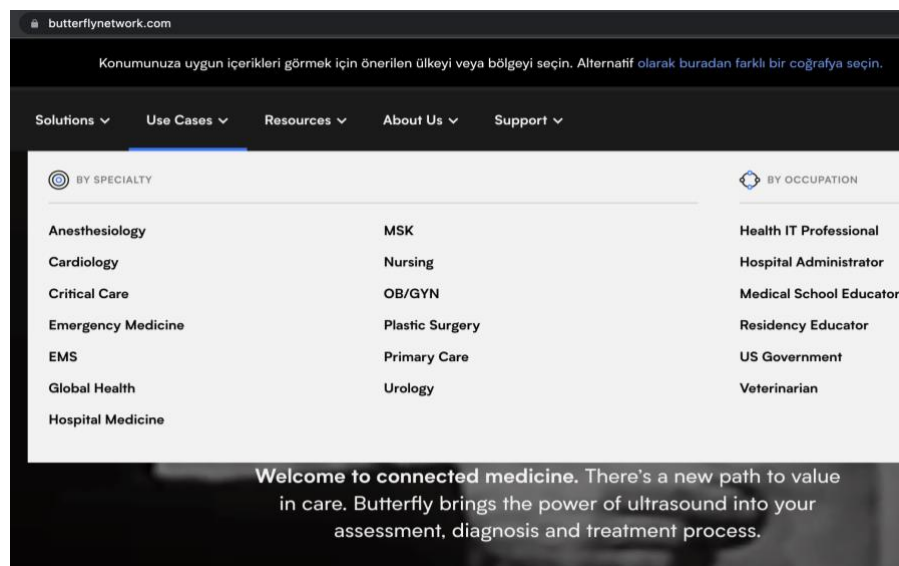 butterflynetwork.com
Konumunuza uygun içerikleri görmek için önerilen ülkeyi veya bölgeyi seçin. Alternatif olarak buradan farklı bir coğrafya seçin.
Solutions Use Cases Resources About Us Support
BY SPECIALTY
Anesthesiology
Cardiology
Critical Care
Emergency Medicine
EMS
Global Health
Hospital Medicine
MSK
Nursing
OB/GYN
Plastic Surgery
Primary Care
Urology
BY OCCUPATION
Health IT Professional
Hospital Administrator
Medical School Educator
Residency Educator
US Government
Veterinarian
Welcome to connected medicine. There's a new path to value
in care. Butterfly brings the power of ultrasound into your
assessment, diagnosis and treatment process.